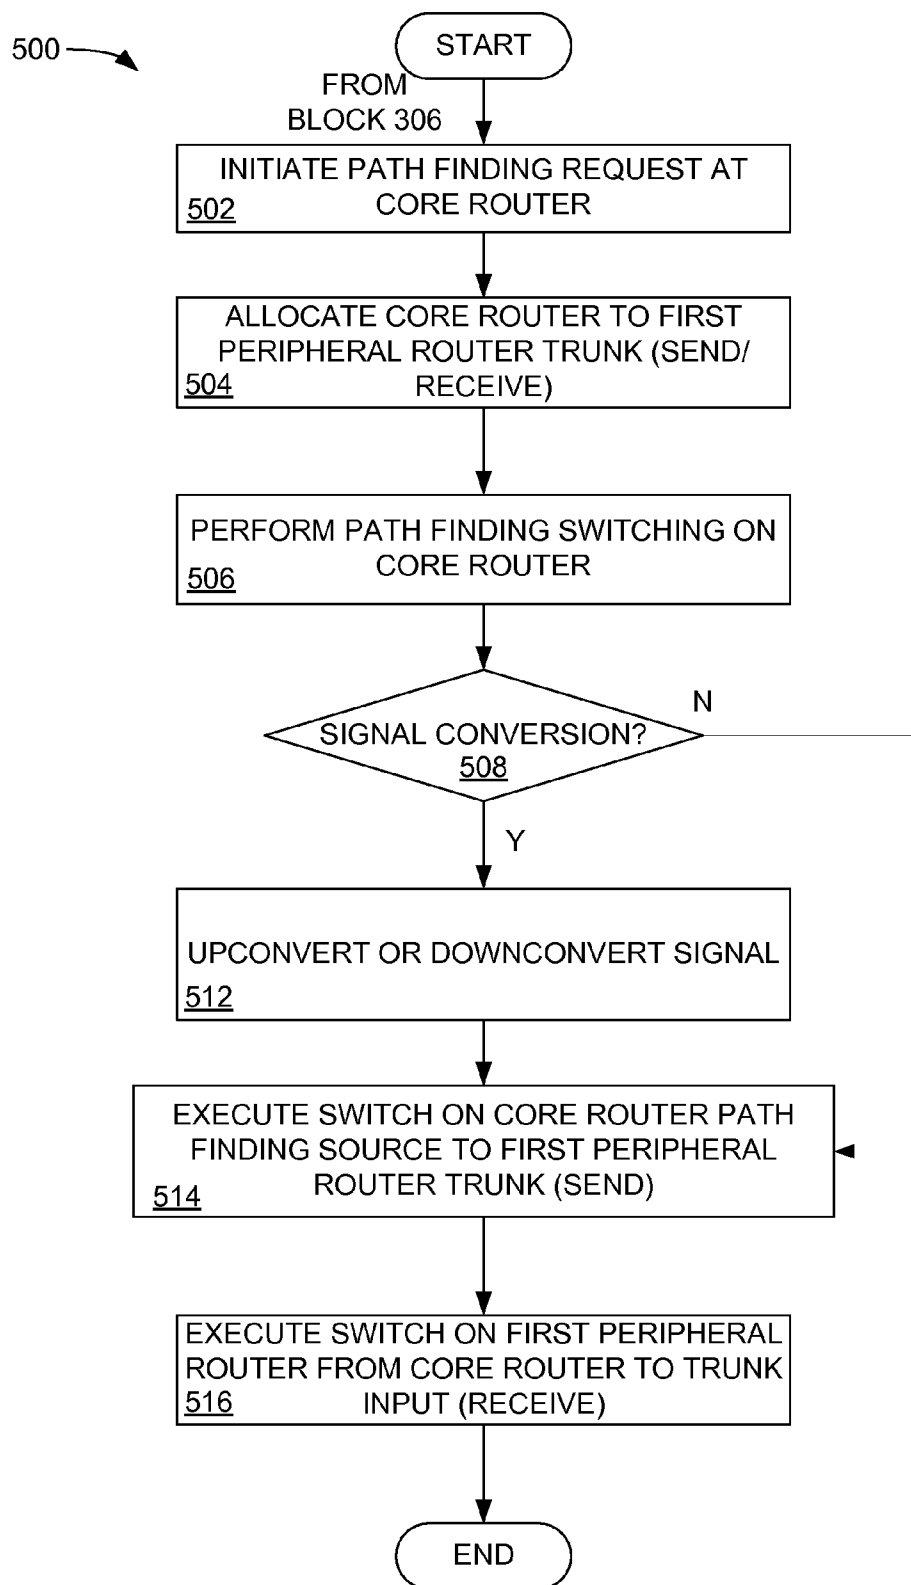 START
500
FROM
BLOCK 306
INITIATE PATH FINDING REQUEST AT
CORE ROUTER
502
ALLOCATE CORE ROUTER TO FIRST
PERIPHERAL ROUTER TRUNK (SEND/
RECEIVE)
504
PERFORM PATH FINDING SWITCHING ON
CORE ROUTER
506
N
SIGNAL CONVERSION?
508
Y
UPCONVERT OR DOWNCONVERT SIGNAL
512
EXECUTE SWITCH ON CORE ROUTER PATH
FINDING SOURCE TO FIRST PERIPHERAL
ROUTER TRUNK (SEND)
514
EXECUTE SWITCH ON FIRST PERIPHERAL
ROUTER FROM CORE ROUTER TO TRUNK
INPUT (RECEIVE)
516
END